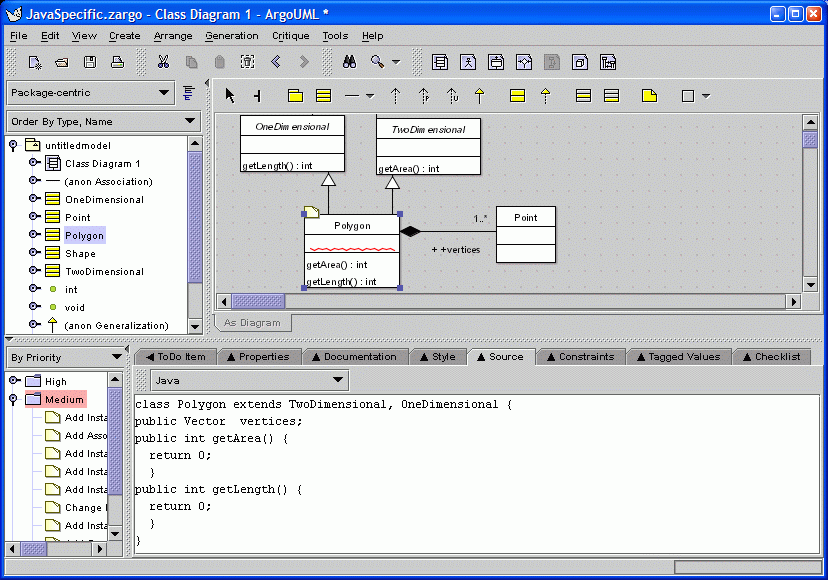 JavaSpecific.zargo - Class Diagram 1 - ArgoUML *
File Edit View Create Arrange Generation Critique Tools Help
Package-centric
Order By Type, Name
untitledmodel
Class Diagram 1
(anon Association)
OneDimensional
Point
Polygon
Shape
TwoDimensional
int
void
(anon Generalization)
OneDimensional
getLength() : int
TwoDimensional
getArea() : int
Polygon
getArea() : int
getLength() : int
1..*
+ +vertices
Point
As Diagram
By Priority
High
Medium
Add Insta
Add Asso
Add Insta
Add Insta
Add Insta
Change
Add Insta
ToDo Item Properties Documentation Style Source Constraints Tagged Values Checklist
Java
class Polygon extends TwoDimensional, OneDimensional {
public Vector  vertices;
public int getArea() {
return 0;
}
public int getLength() {
return 0;
}
}